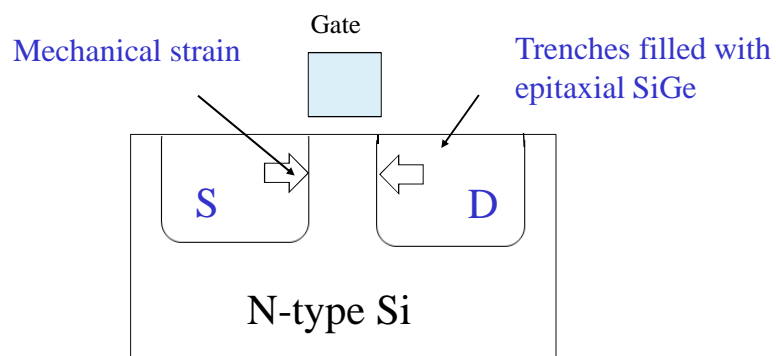 Gate
Mechanical strain
Trenches filled with
epitaxial SiGe
S
D
N-type Si